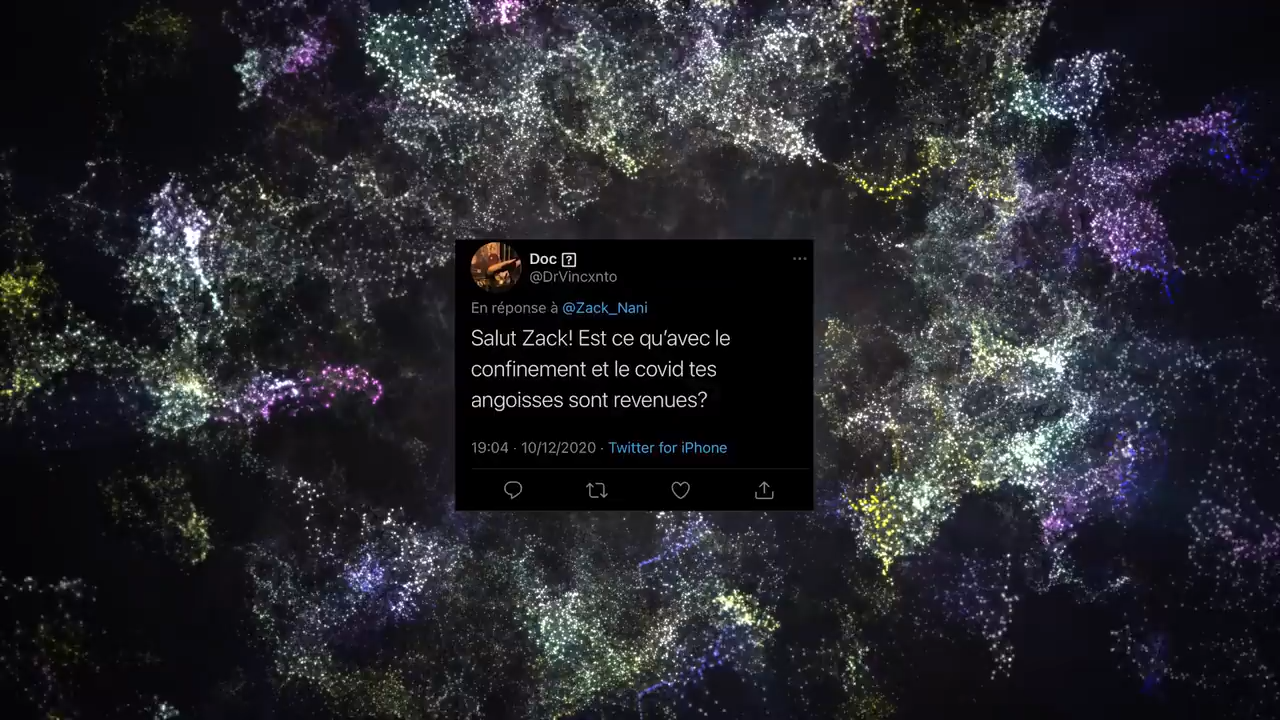 Doc ⍰
@DrVincxnto
En réponse à @Zack_Nani
Salut Zack! Est ce qu’avec le
confinement et le covid tes
angoisses sont revenues?
19:04 · 10/12/2020 · Twitter for iPhone